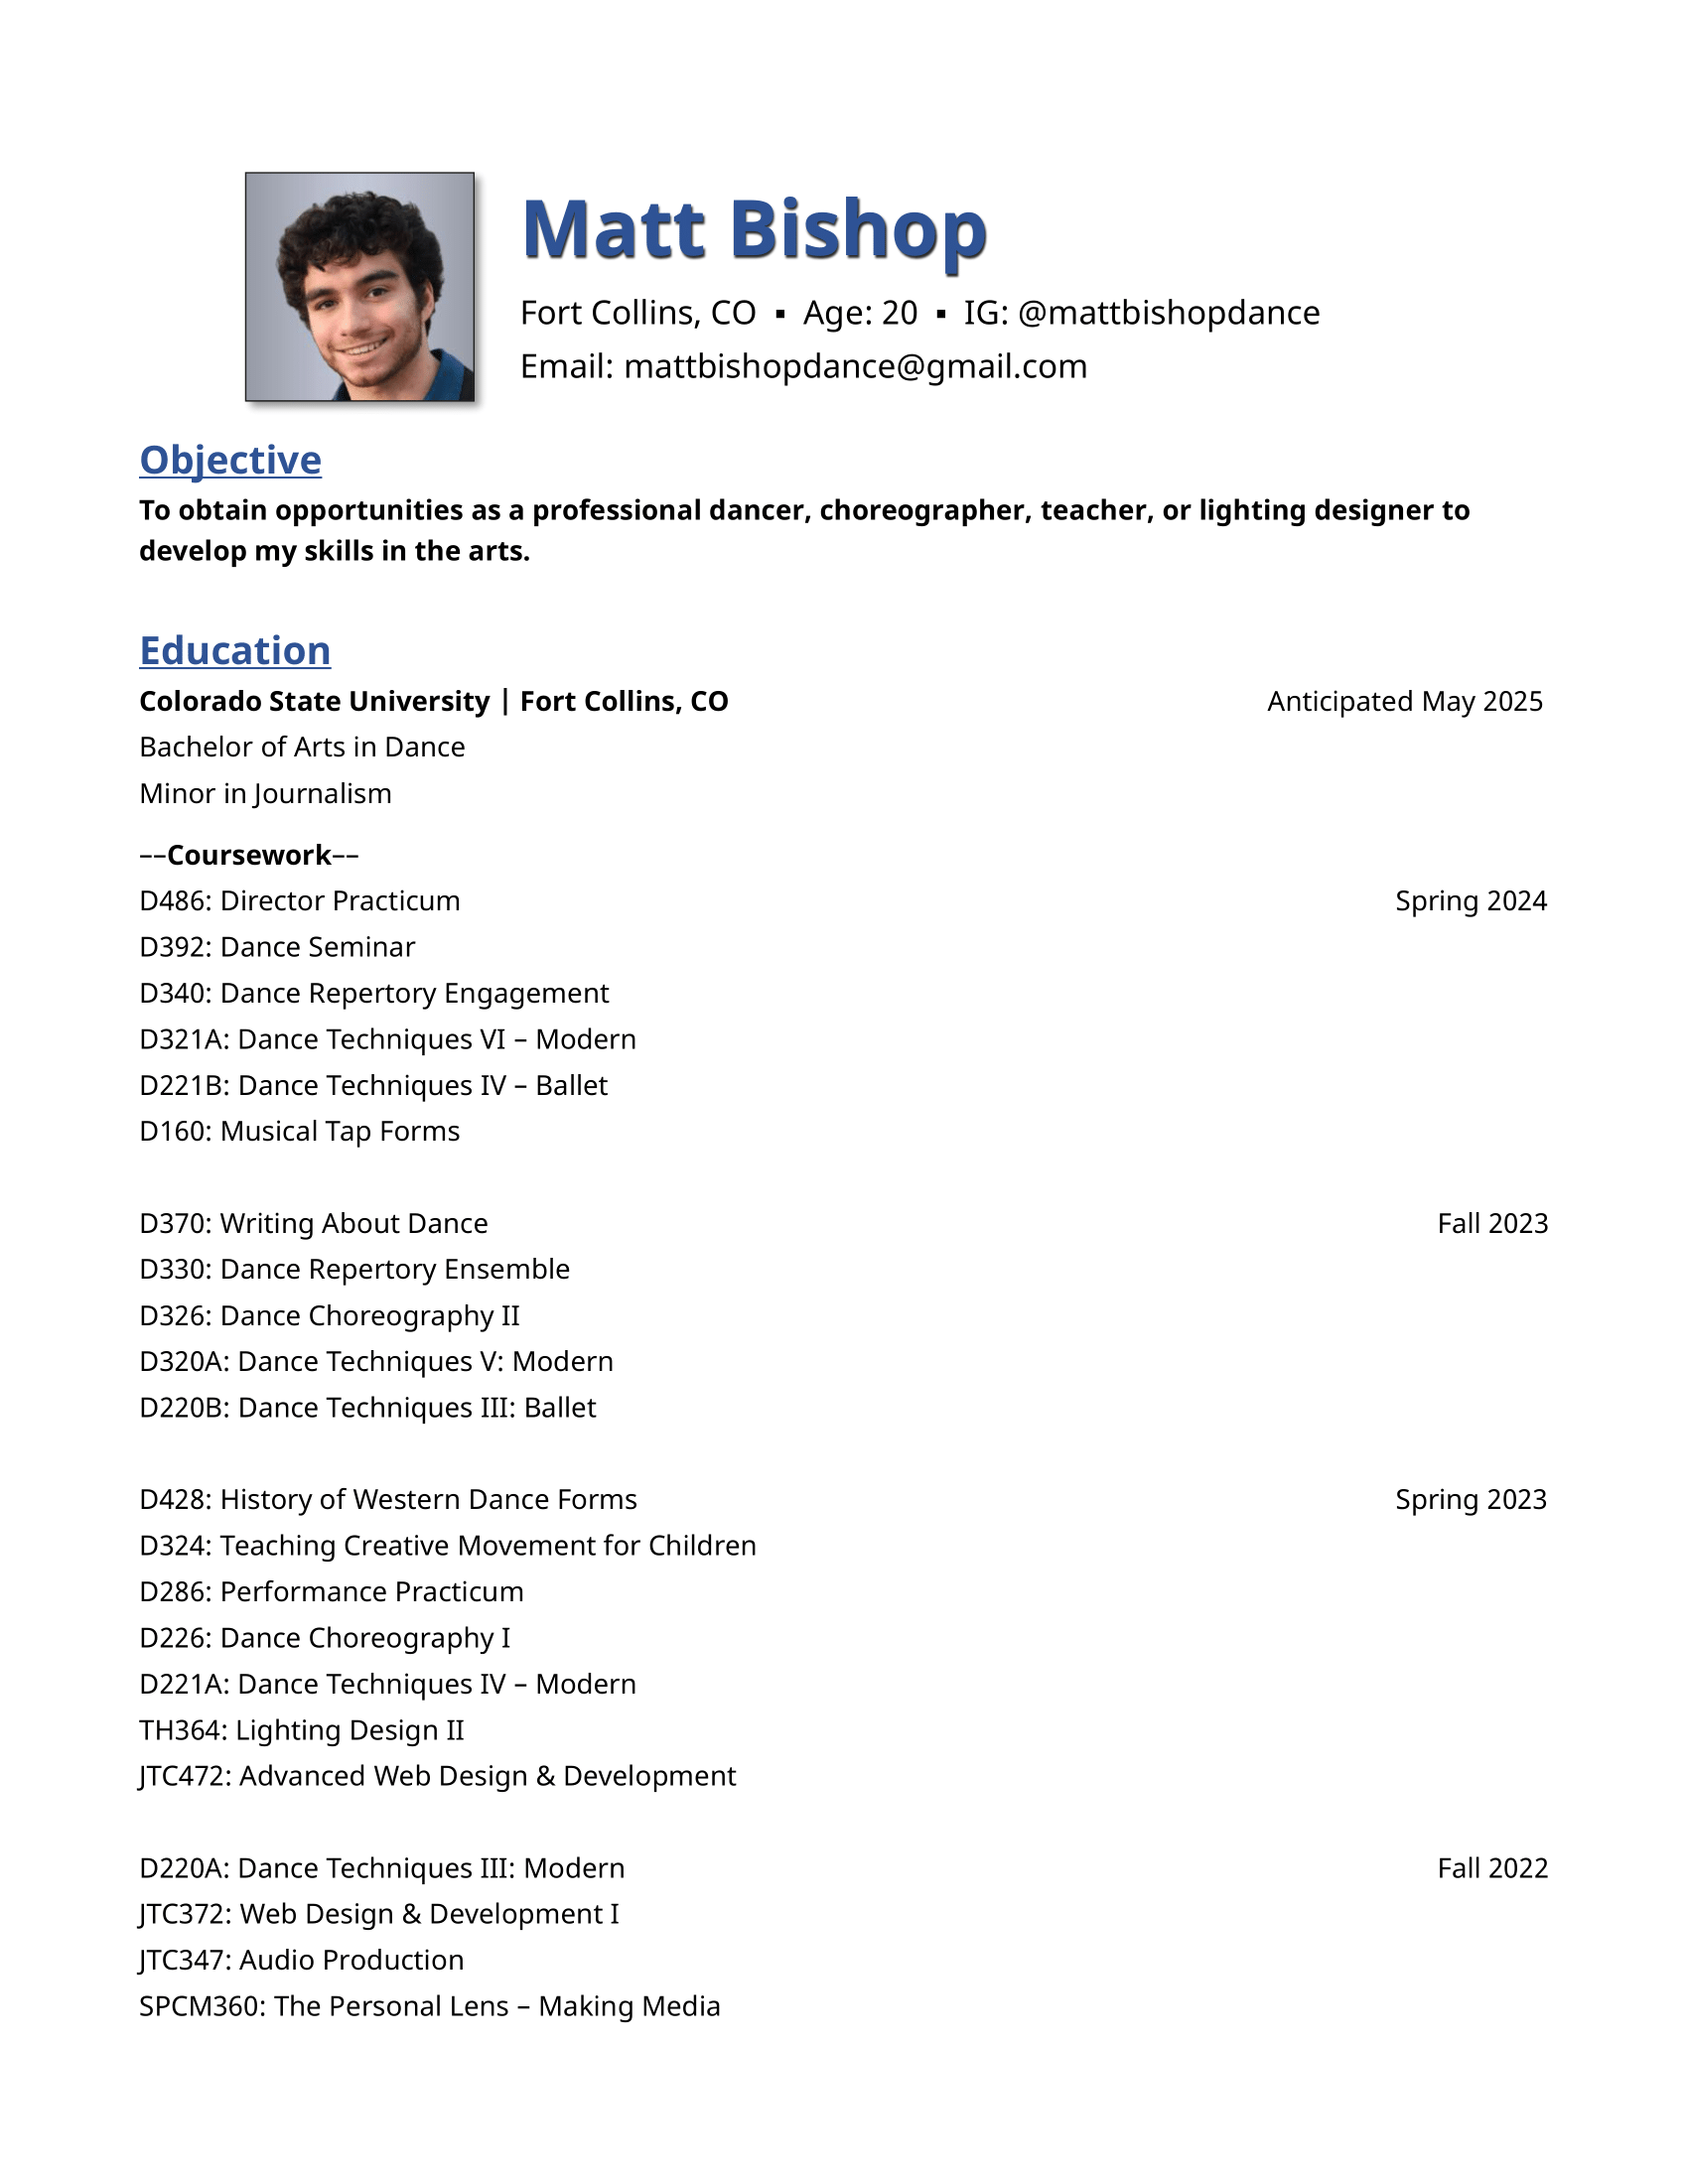 Matt Bishop
Fort Collins, CO ▪ Age: 20 ▪ IG: @mattbishopdance
Email: mattbishopdance@gmail.com
Objective
To obtain opportunities as a professional dancer, choreographer, teacher, or lighting designer to
develop my skills in the arts.
Education
Colorado State University | Fort Collins, CO Anticipated May 2025
Bachelor of Arts in Dance
Minor in Journalism
––Coursework––
D486: Director Practicum Spring 2024
D392: Dance Seminar
D340: Dance Repertory Engagement
D321A: Dance Techniques VI – Modern
D221B: Dance Techniques IV – Ballet
D160: Musical Tap Forms
D370: Writing About Dance Fall 2023
D330: Dance Repertory Ensemble
D326: Dance Choreography II
D320A: Dance Techniques V: Modern
D220B: Dance Techniques III: Ballet
D428: History of Western Dance Forms Spring 2023
D324: Teaching Creative Movement for Children
D286: Performance Practicum
D226: Dance Choreography I
D221A: Dance Techniques IV – Modern
TH364: Lighting Design II
JTC472: Advanced Web Design & Development
D220A: Dance Techniques III: Modern Fall 2022
JTC372: Web Design & Development I
JTC347: Audio Production
SPCM360: The Personal Lens – Making Media